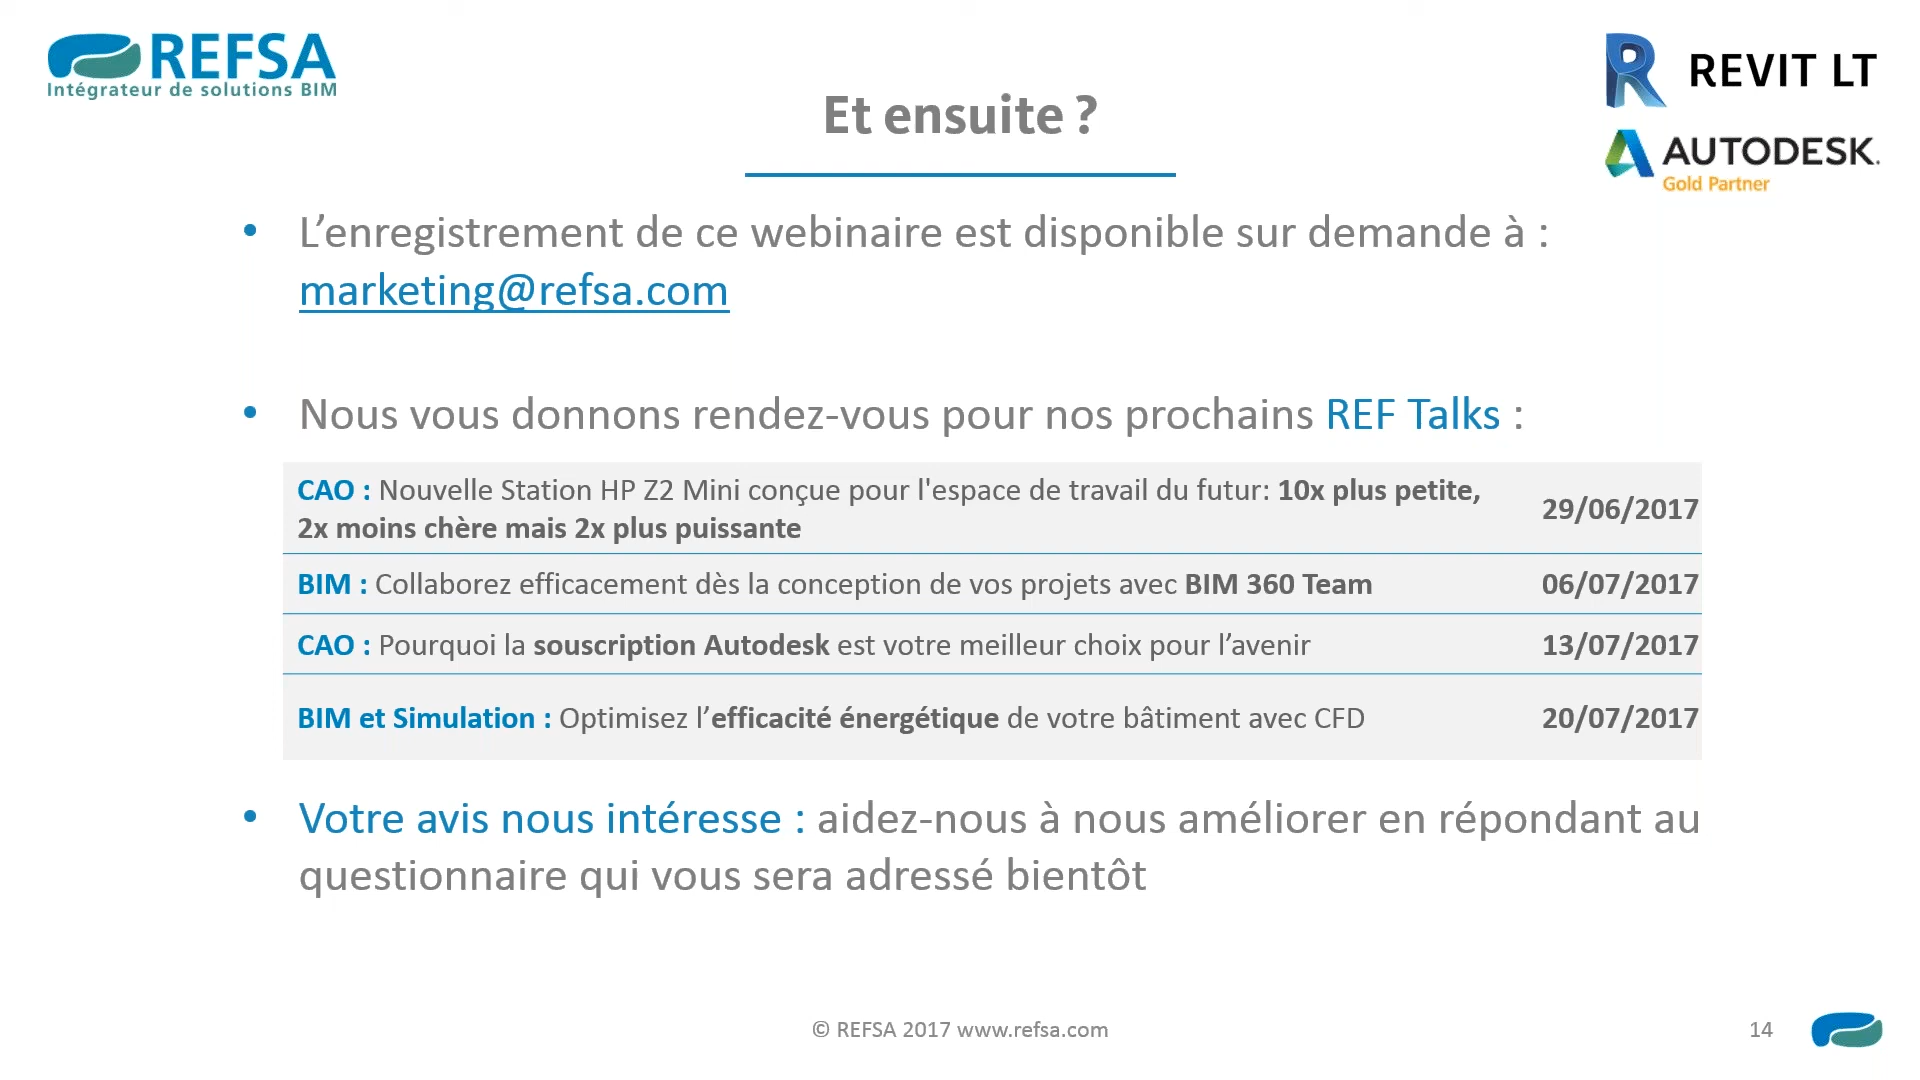 REFSA
Intégrateur de solutions BIM
REVIT LT
AUTODESK.
Gold Partner
Et ensuite ?
• L’enregistrement de ce webinaire est disponible sur demande à :
marketing@refsa.com
• Nous vous donnons rendez-vous pour nos prochains REF Talks :
CAO : Nouvelle Station HP Z2 Mini conçue pour l'espace de travail du futur: 10x plus petite,
2x moins chère mais 2x plus puissante
29/06/2017
BIM : Collaborez efficacement dès la conception de vos projets avec BIM 360 Team 06/07/2017
CAO : Pourquoi la souscription Autodesk est votre meilleur choix pour l’avenir 13/07/2017
BIM et Simulation : Optimisez l’efficacité énergétique de votre bâtiment avec CFD 20/07/2017
• Votre avis nous intéresse : aidez-nous à nous améliorer en répondant au
questionnaire qui vous sera adressé bientôt
© REFSA 2017 www.refsa.com
14